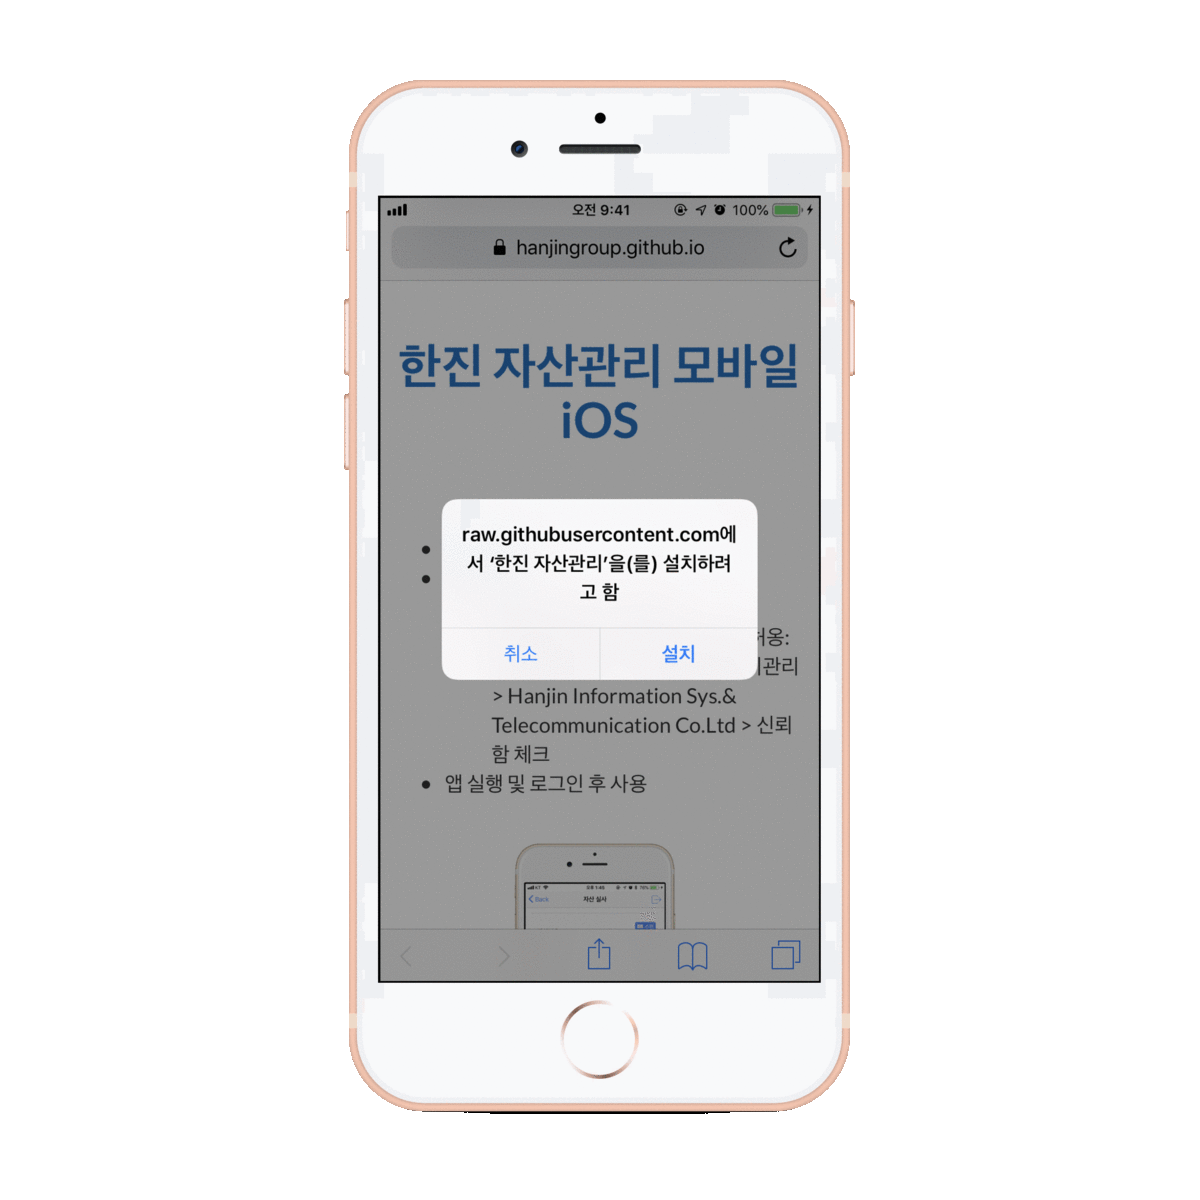 오전 9:41
100%
hanjingroup.github.io
한진 자산관리 모바일
iOS
raw.githubusercontent.com에
서 ‘한진 자산관리’을(를) 설치하려
고 함
취소
설치
허옹:
관리
> Hanjin Information Sys.&
Telecommunication Co.Ltd > 신뢰
함 체크
앱 실행 및 로그인 후 사용
Back
자산 실사